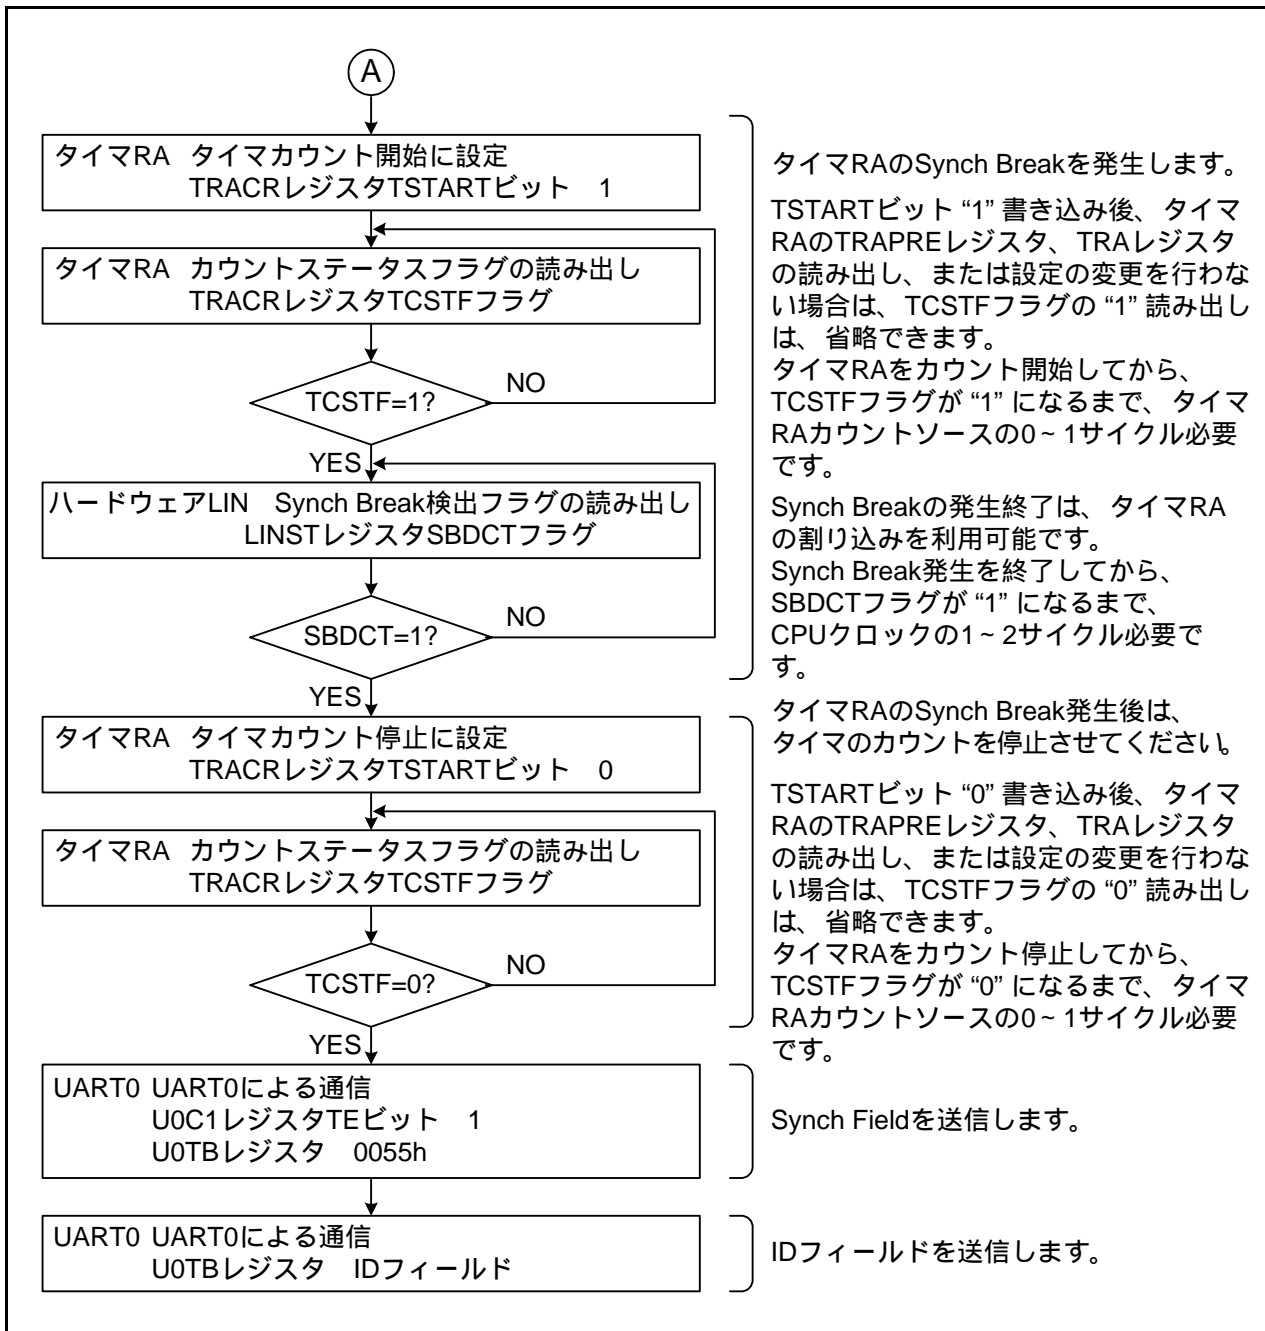 A
タイマRA タイマカウント開始に設定
TRACRレジスタTSTARTビット 1
タイマRA カウントステータスフラグの読み出し
TRACRレジスタTCSTFフラグ
TCSTF=1?
NO
YES
ハードウェアLIN Synch Break検出フラグの読み出し
LINSTレジスタSBDCTフラグ
SBDCT=1?
NO
YES
タイマRAのSynch Breakを発生します。
TSTARTビット “1” 書き込み後、タイマ
RAのTRAPREレジスタ、TRAレジスタ
の読み出し、または設定の変更を行わな
い場合は、TCSTFフラグの “1” 読み出し
は、省略できます。
タイマRAをカウント開始してから、
TCSTFフラグが “1” になるまで、タイマ
RAカウントソースの0~1サイクル必要
です。
Synch Breakの発生終了は、タイマRA
の割り込みを利用可能です。
Synch Break発生を終了してから、
SBDCTフラグが “1” になるまで、
CPUクロックの1~2サイクル必要で
す。
タイマRA タイマカウント停止に設定
TRACRレジスタTSTARTビット 0
タイマRA カウントステータスフラグの読み出し
TRACRレジスタTCSTFフラグ
TCSTF=0?
NO
YES
タイマRAのSynch Break発生後は、
タイマのカウントを停止させてください。
TSTARTビット “0” 書き込み後、タイマ
RAのTRAPREレジスタ、TRAレジスタ
の読み出し、または設定の変更を行わな
い場合は、TCSTFフラグの “0” 読み出し
は、省略できます。
タイマRAをカウント停止してから、
TCSTFフラグが “0” になるまで、タイマ
RAカウントソースの0~1サイクル必要
です。
UART0 UART0による通信
U0C1レジスタTEビット 1
U0TBレジスタ 0055h
Synch Fieldを送信します。
UART0 UART0による通信
U0TBレジスタ IDフィールド
IDフィールドを送信します。